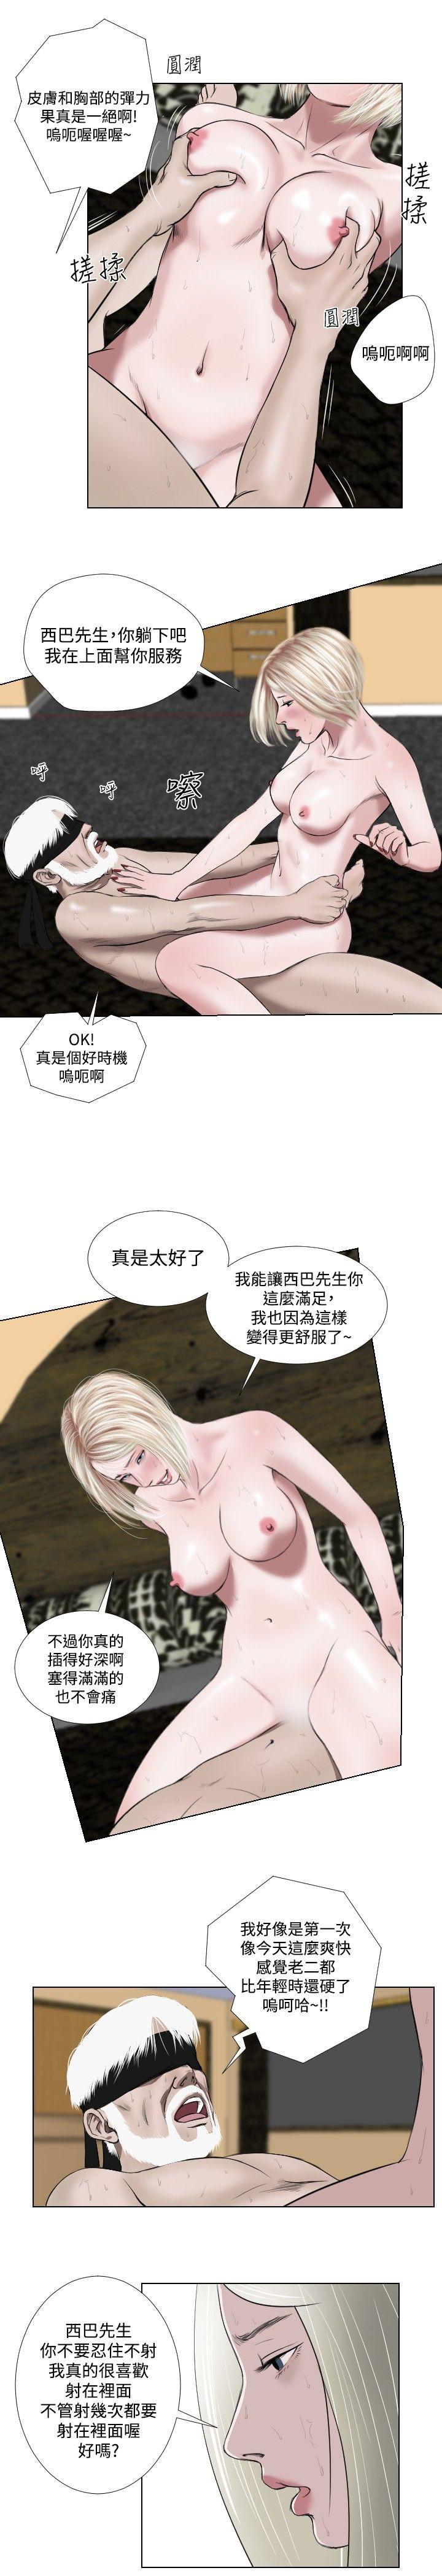 圓潤
皮膚和胸部的彈力
果真是一絕啊!
嗚呃喔喔喔~
搓揉
搓揉
圓潤
嗚呃啊啊
西巴先生,你躺下吧
我在上面幫你服務
呼
呼
嚓
OK!
真是個好時機
嗚呃啊
真是太好了
我能讓西巴先生你
這麼滿足,
我也因為這樣
變得更舒服了~
不過你真的
插得好深啊
塞得滿滿的
也不會痛
我好像是第一次
像今天這麼爽快
感覺老二都
比年輕時還硬了
嗚呵哈~!!
西巴先生
你不要忍住不射
我真的很喜歡
射在裡面
不管射幾次都要
射在裡面喔
好嗎?